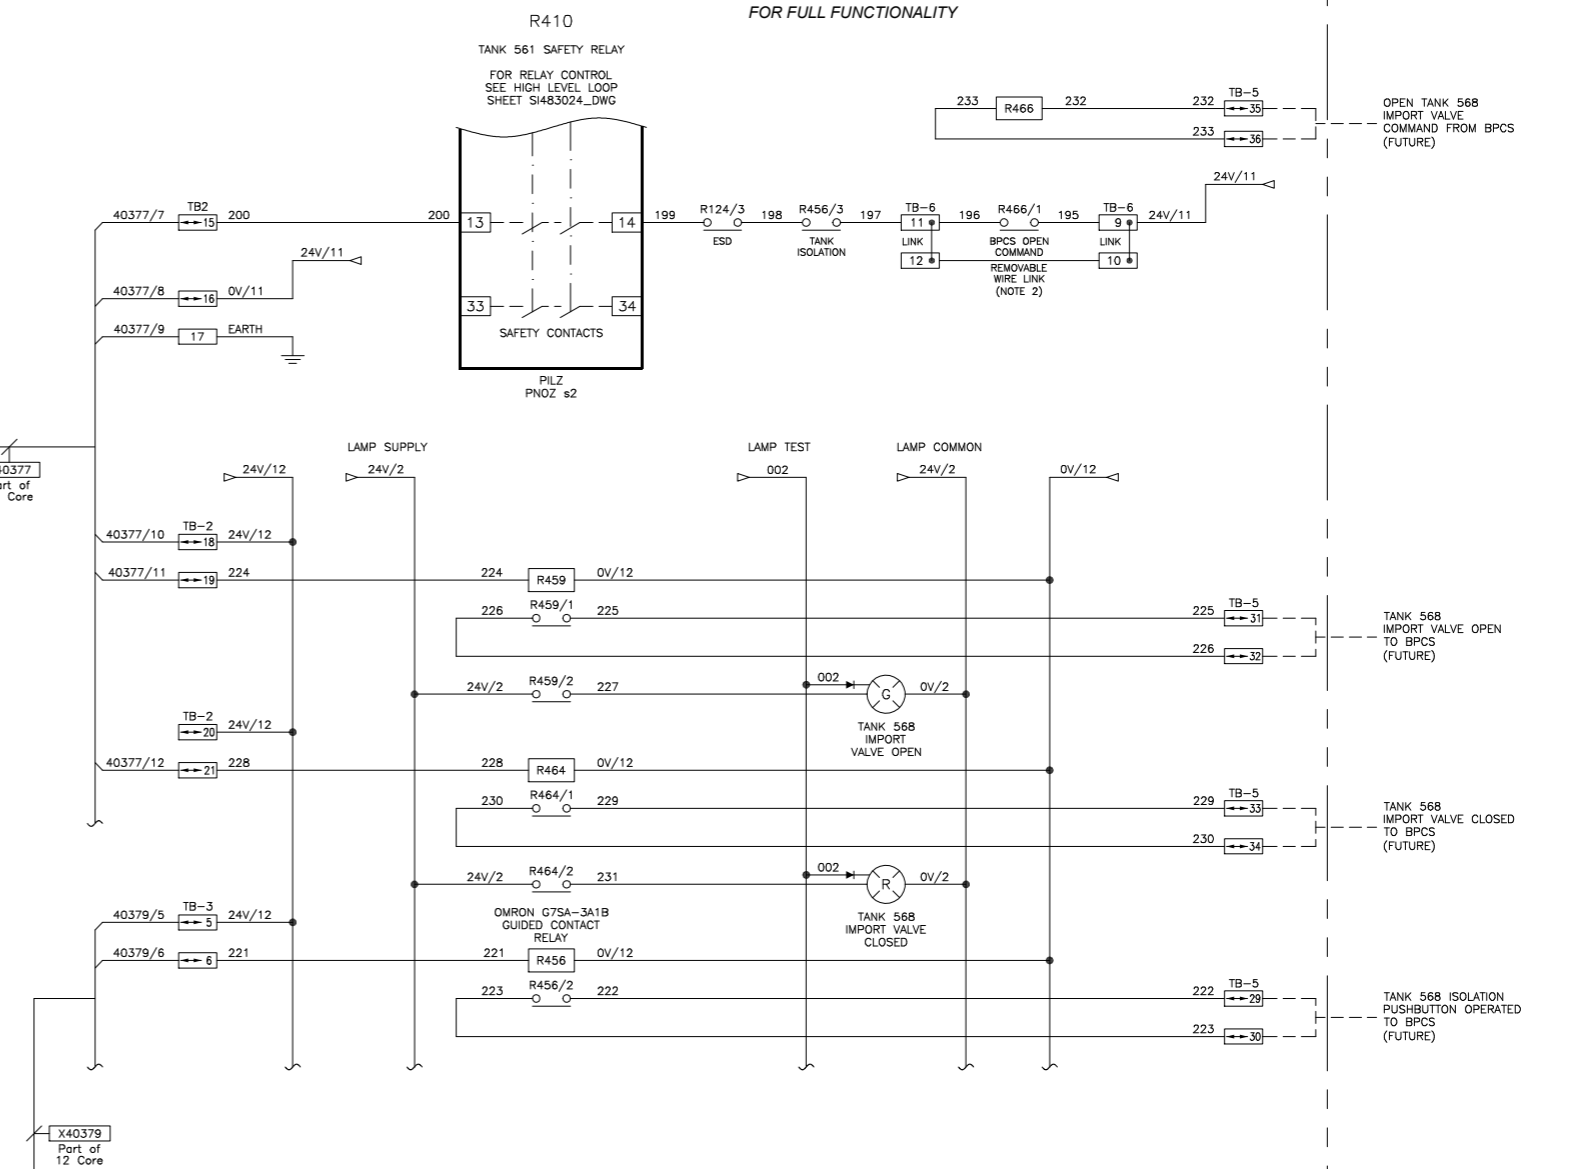 FOR FULL FUNCTIONALITY
R410
TANK 561 SAFETY RELAY
FOR RELAY CONTROL
SEE HIGH LEVEL LOOP
SHEET SI483024_DWG
233
R466
232
232
TB-5
35
233
36
OPEN TANK 568
IMPORT VALVE
COMMAND FROM BPCS
(FUTURE)
24V/11
40377/7
TB2
15
200
200
13
14
199
R124/3
ESD
198
R456/3
TANK
ISOLATION
197
TB-6
11
LINK
12
196
R466/1
BPCS OPEN
COMMAND
REMOVABLE
WIRE LINK
(NOTE 2)
195
TB-6
9
LINK
10
24V/11
24V/11
40377/8
16
0V/11
33
34
SAFETY CONTACTS
40377/9
17
EARTH
PILZ
PNOZ s2
LAMP SUPPLY
LAMP TEST
LAMP COMMON
24V/12
24V/2
002
24V/2
0V/12
40377
art of
Core
40377/10
TB-2
18
24V/12
40377/11
19
224
224
R459
0V/12
226
R459/1
225
225
TB-5
31
226
32
TANK 568
IMPORT VALVE OPEN
TO BPCS
(FUTURE)
24V/2
R459/2
227
002
G
0V/2
TANK 568
IMPORT
VALVE OPEN
TB-2
20
24V/12
40377/12
21
228
228
R464
0V/12
230
R464/1
229
229
TB-5
33
230
34
TANK 568
IMPORT VALVE CLOSED
TO BPCS
(FUTURE)
24V/2
R464/2
231
002
R
0V/2
TANK 568
IMPORT VALVE
CLOSED
40379/5
TB-3
5
24V/12
OMRON G7SA-3A1B
GUIDED CONTACT
RELAY
40379/6
6
221
221
R456
0V/12
223
R456/2
222
222
TB-5
29
223
30
TANK 568 ISOLATION
PUSHBUTTON OPERATED
TO BPCS
(FUTURE)
X40379
Part of
12 Core